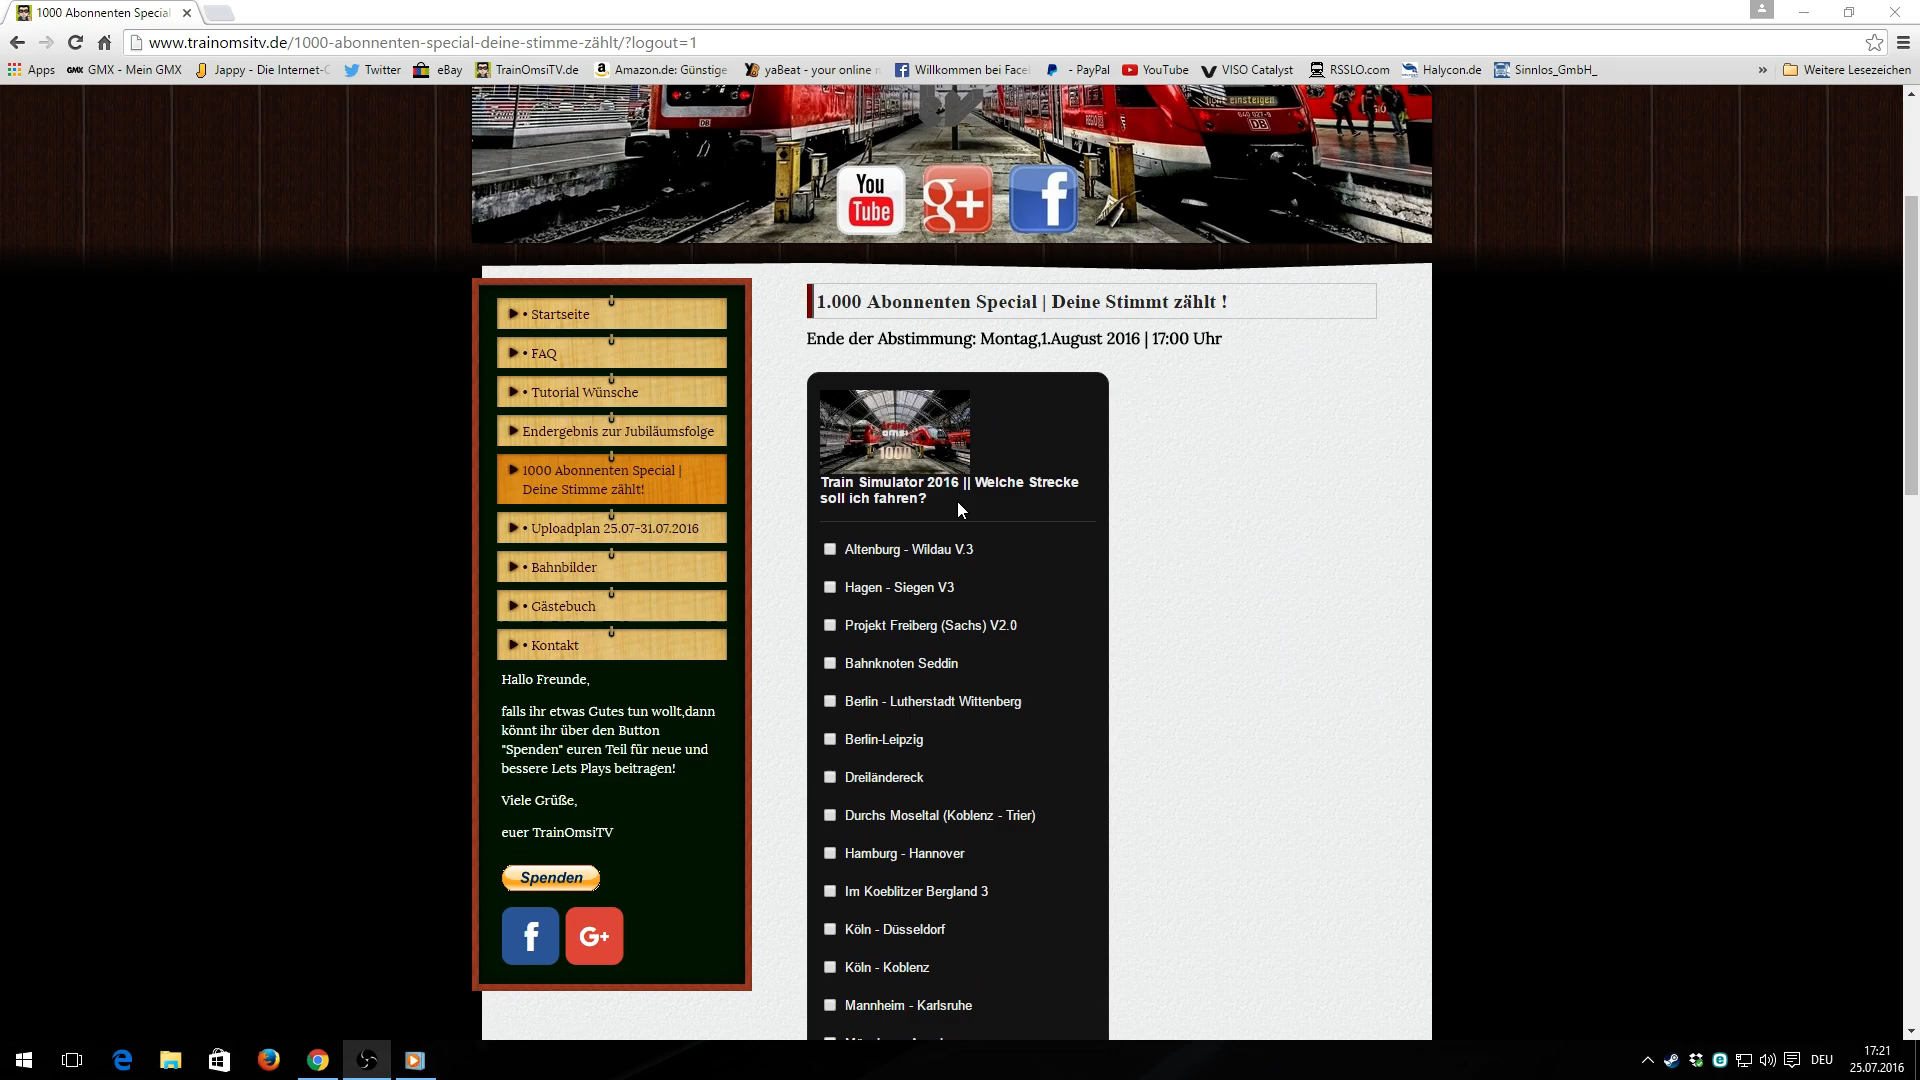 1000 Abonnenten Special
www.trainomsitv.de/1000-abonnenten-special-deine-stimme-zählt/?logout=1
Apps GMX - Mein GMX Jappy - Die Internet-C Twitter eBay TrainOmsiTV.de Amazon.de: Günstige yaBeat - your online Willkommen bei Face - PayPal YouTube VISO Catalyst RSSLO.com Halycon.de Sinnlos_GmbH_ » Weitere Lesezeichen
nicht einsteigen
DB
DB
You
Tube
g+
f
• Startseite
• FAQ
• Tutorial Wünsche
Endergebnis zur Jubiläumsfolge
1000 Abonnenten Special |
Deine Stimme zählt!
• Uploadplan 25.07-31.07.2016
• Bahnbilder
• Gästebuch
• Kontakt
Hallo Freunde,
falls ihr etwas Gutes tun wollt,dann
könnt ihr über den Button
"Spenden" euren Teil für neue und
bessere Lets Plays beitragen!
Viele Grüße,
euer TrainOmsiTV
Spenden
f G+
1.000 Abonnenten Special | Deine Stimmt zählt !
Ende der Abstimmung: Montag,1.August 2016 | 17:00 Uhr
train
omsi
1000
Train Simulator 2016 || Welche Strecke
soll ich fahren?
Altenburg - Wildau V.3
Hagen - Siegen V3
Projekt Freiberg (Sachs) V2.0
Bahnknoten Seddin
Berlin - Lutherstadt Wittenberg
Berlin-Leipzig
Dreiländereck
Durchs Moseltal (Koblenz - Trier)
Hamburg - Hannover
Im Koeblitzer Bergland 3
Köln - Düsseldorf
Köln - Koblenz
Mannheim - Karlsruhe
DEU
17:21
25.07.2016